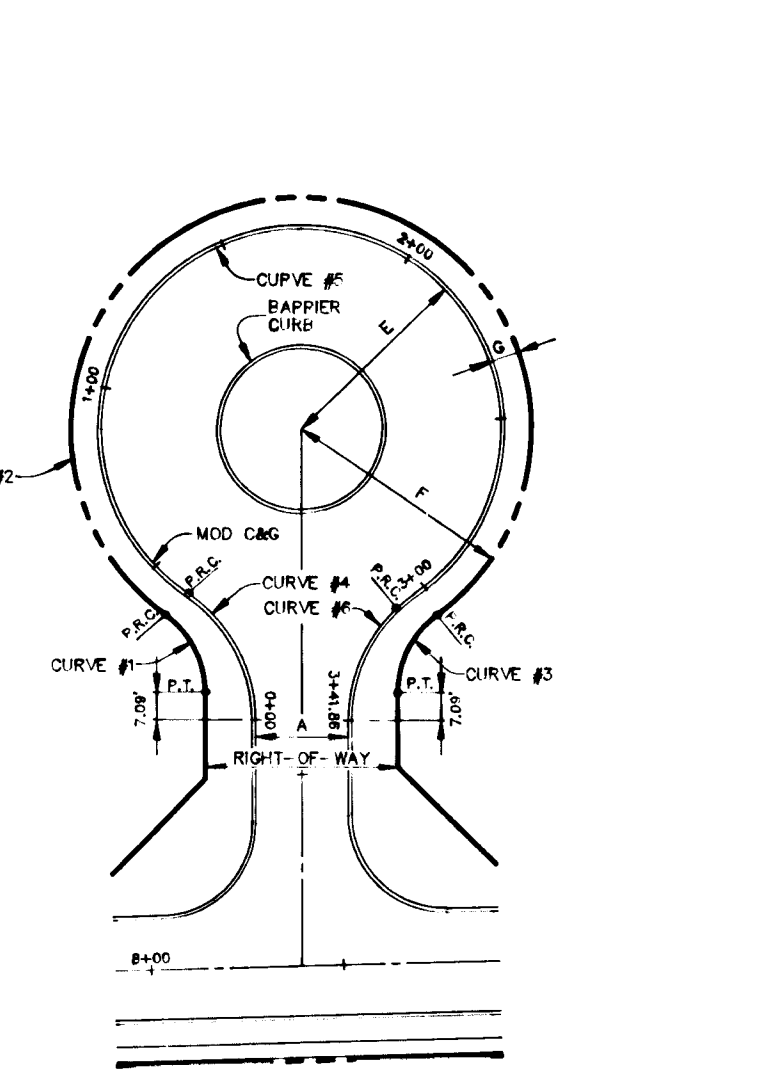 2+00
CURVE #5
BAPPIER
CURB
E
G
1+00
#2
F
MOD C&G
P.R.C.
P.R.C.
3+00
CURVE #4
CURVE #6
P.R.C.
P.R.C.
CURVE #1
CURVE #3
P.T.
P.T.
7.09'
0+00
3+41.86
7.09'
A
RIGHT-OF-WAY
8+00